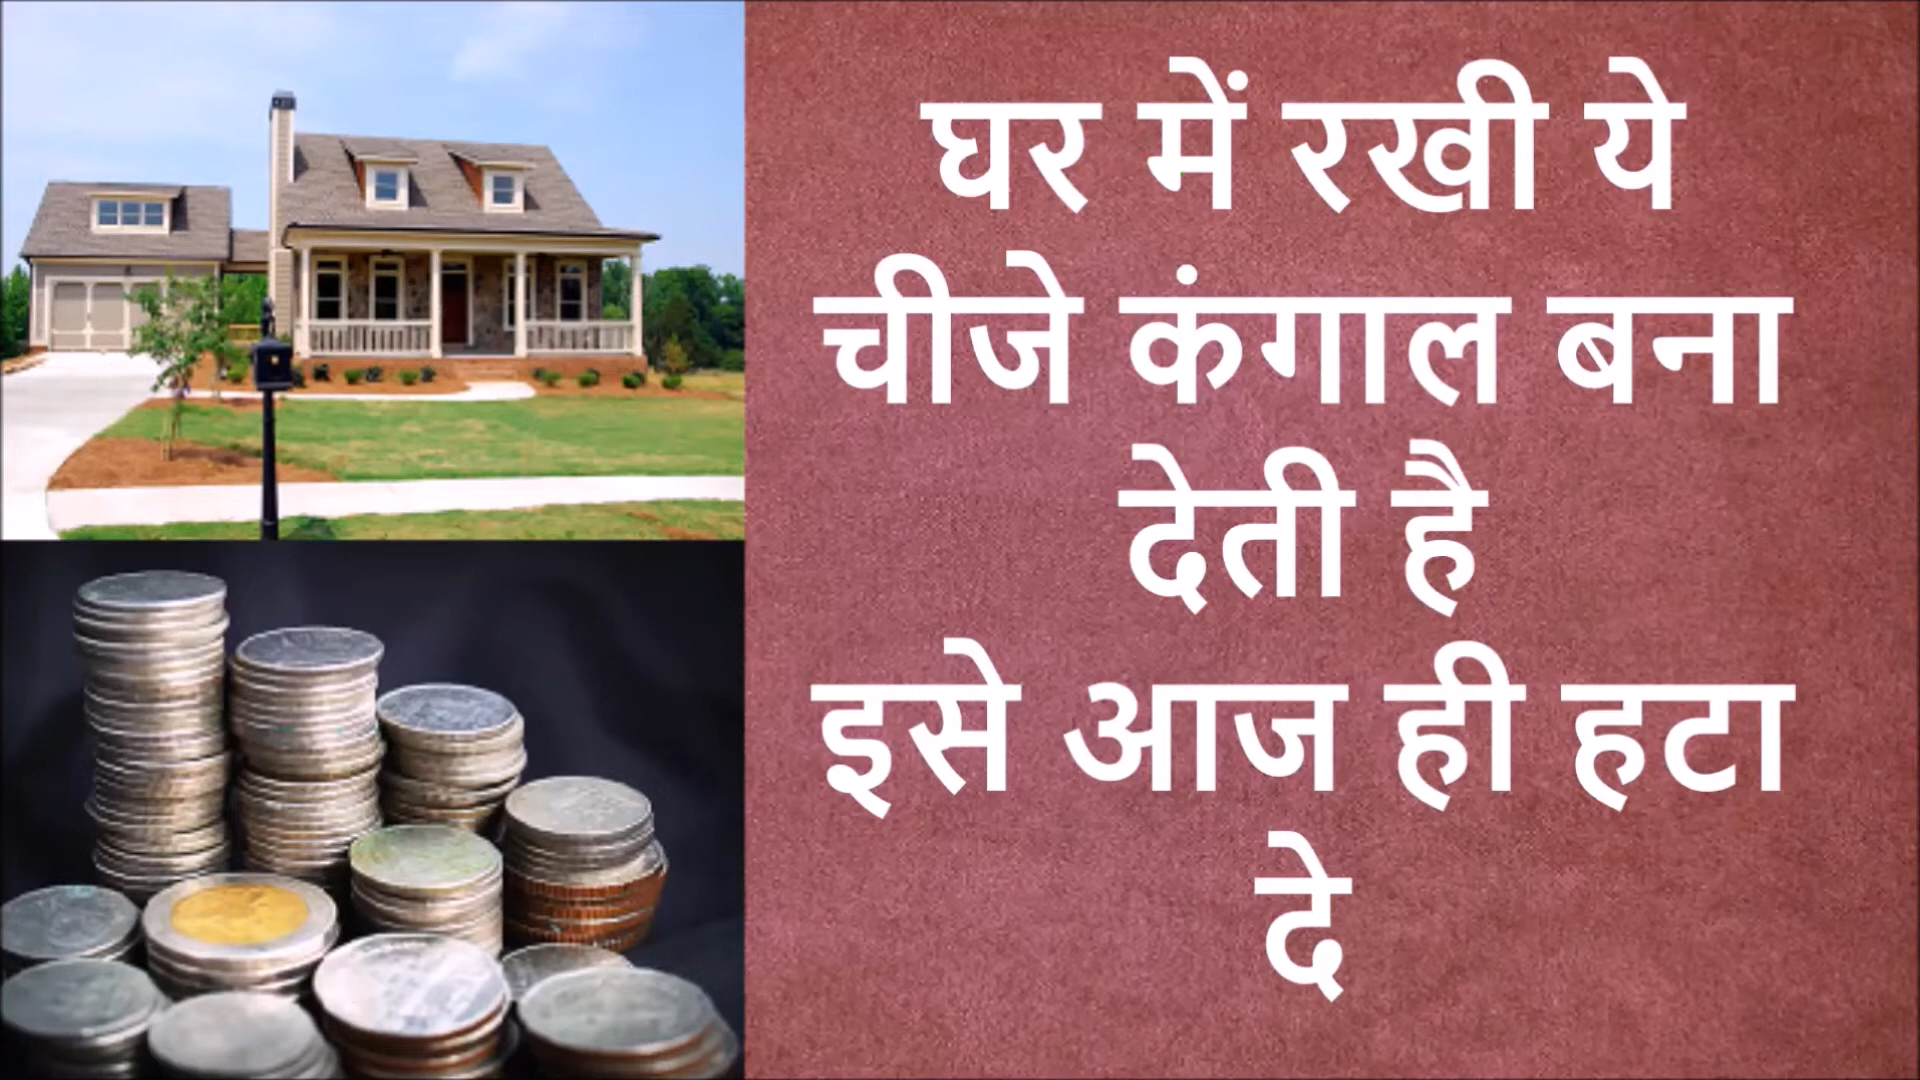 घर में रखी ये
चीजे कंगाल बना
देती है
इसे आज ही हटा
दे